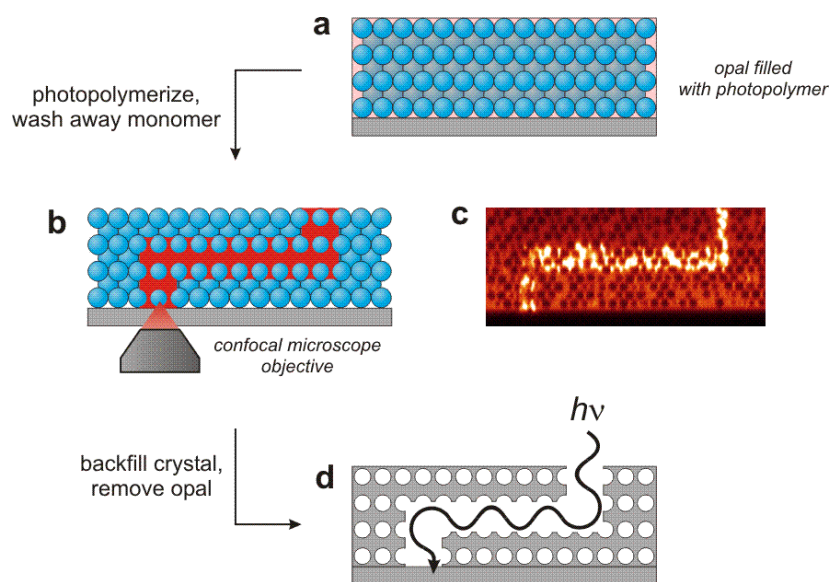 a
opal filled
with photopolymer
photopolymerize,
wash away monomer
b
c
confocal microscope
objective
hν
backfill crystal,
remove opal
d